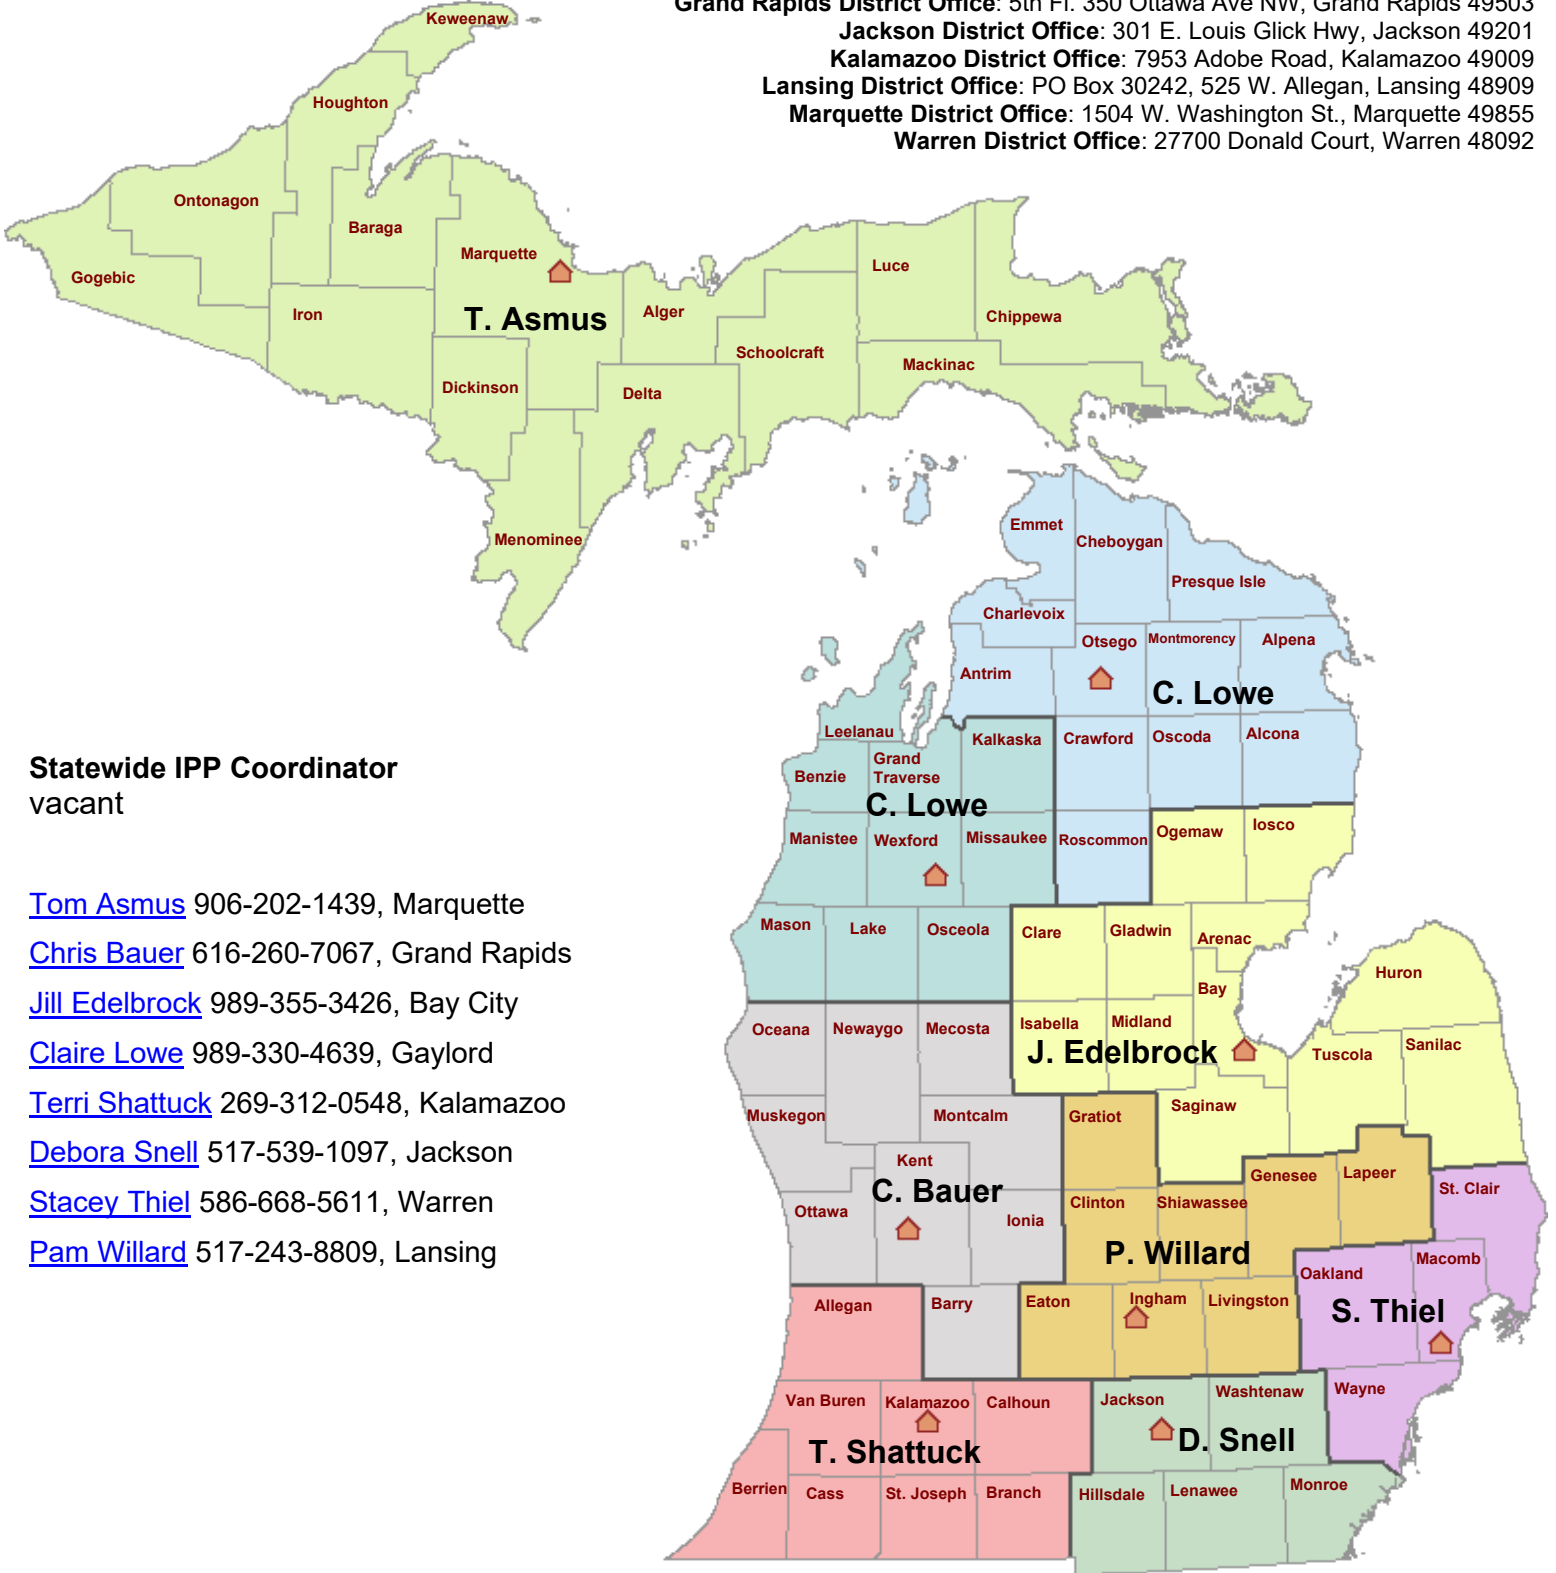 Grand Rapids District Office: 5th Fl. 350 Ottawa Ave NW, Grand Rapids 49503
Jackson District Office: 301 E. Louis Glick Hwy, Jackson 49201
Kalamazoo District Office: 7953 Adobe Road, Kalamazoo 49009
Lansing District Office: PO Box 30242, 525 W. Allegan, Lansing 48909
Marquette District Office: 1504 W. Washington St., Marquette 49855
Warren District Office: 27700 Donald Court, Warren 48092
Keweenaw
Houghton
Ontonagon
Baraga
Gogebic
Marquette
Iron
T. Asmus
Alger
Luce
Chippewa
Schoolcraft
Mackinac
Dickinson
Delta
Menominee
Emmet
Cheboygan
Presque Isle
Charlevoix
Otsego
Montmorency
Alpena
Antrim
C. Lowe
Leelanau
Kalkaska
Crawford
Oscoda
Alcona
Benzie
Grand
Traverse
C. Lowe
Manistee
Wexford
Missaukee
Roscommon
Ogemaw
Iosco
Mason
Lake
Osceola
Clare
Gladwin
Arenac
Bay
Huron
Oceana
Newaygo
Mecosta
Isabella
Midland
J. Edelbrock
Tuscola
Sanilac
Muskegon
Montcalm
Gratiot
Saginaw
Kent
C. Bauer
Ottawa
Ionia
Clinton
Shiawassee
Genesee
Lapeer
St. Clair
P. Willard
Oakland
Macomb
S. Thiel
Allegan
Barry
Eaton
Ingham
Livingston
Van Buren
Kalamazoo
Calhoun
Jackson
Washtenaw
Wayne
T. Shattuck
D. Snell
Berrien
Cass
St. Joseph
Branch
Hillsdale
Lenawee
Monroe
Statewide IPP Coordinator
vacant
Tom Asmus 906-202-1439, Marquette
Chris Bauer 616-260-7067, Grand Rapids
Jill Edelbrock 989-355-3426, Bay City
Claire Lowe 989-330-4639, Gaylord
Terri Shattuck 269-312-0548, Kalamazoo
Debora Snell 517-539-1097, Jackson
Stacey Thiel 586-668-5611, Warren
Pam Willard 517-243-8809, Lansing